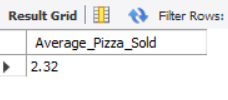 Result Grid Filter Rows:
Average_Pizza_Sold
2.32